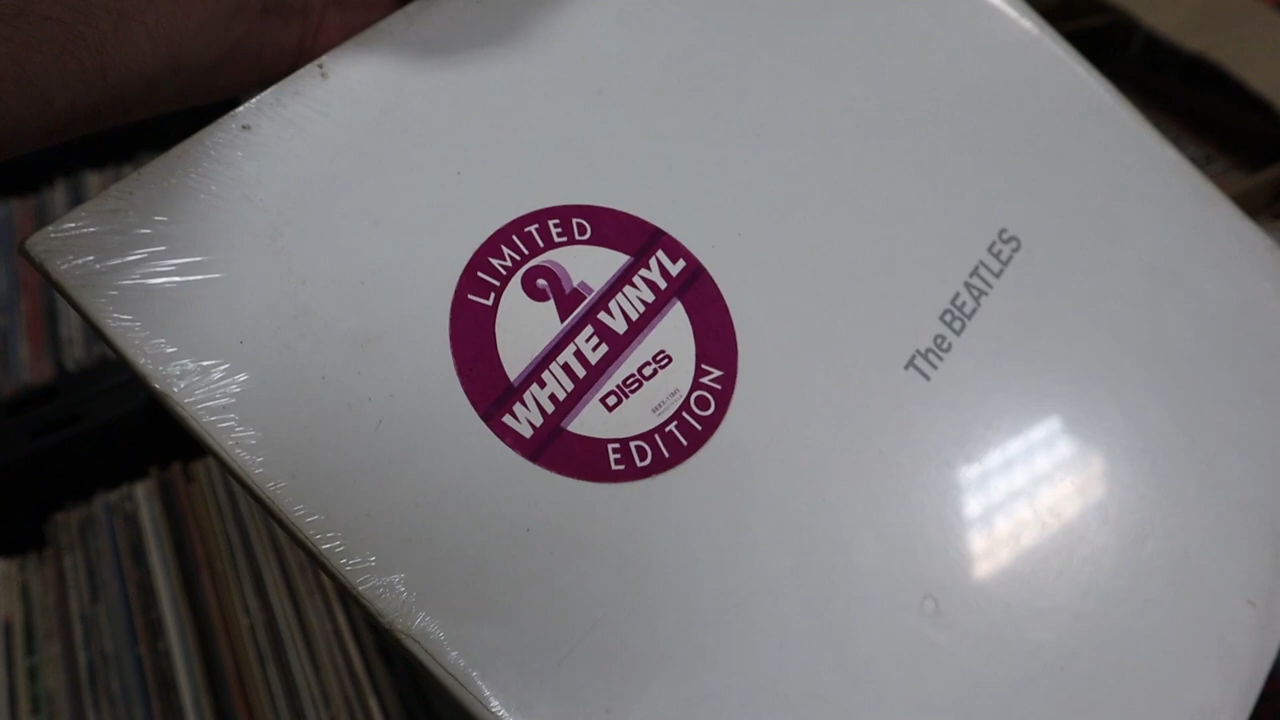 LIMITED
2
WHITE VINYL
DISCS
EDITION
The BEATLES